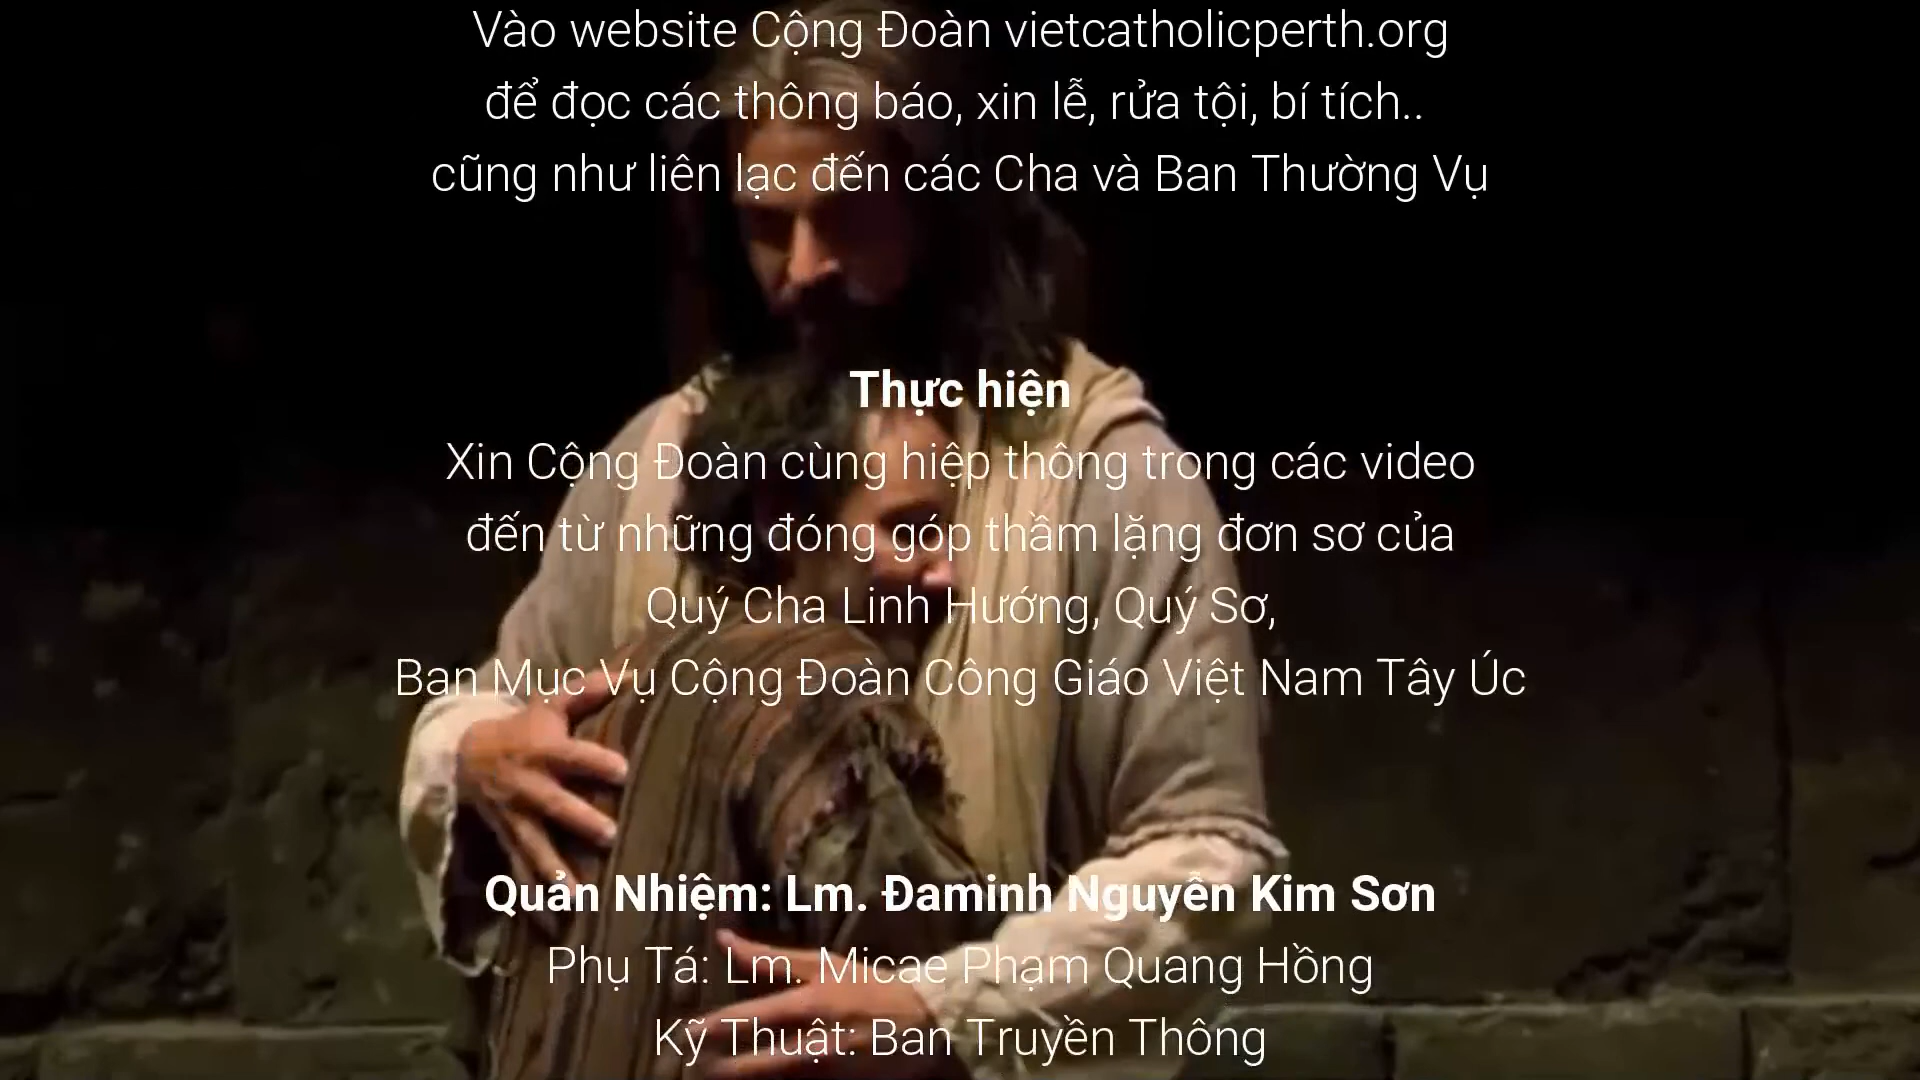 Vào website Cộng Đoàn vietcatholicperth.org
để đọc các thông báo, xin lễ, rửa tội, bí tích..
cũng như liên lạc đến các Cha và Ban Thường Vụ
Thực hiện
Xin Cộng Đoàn cùng hiệp thông trong các video
đến từ những đóng góp thầm lặng đơn sơ của
Quý Cha Linh Hướng, Quý Sơ,
Ban Mục Vụ Cộng Đoàn Công Giáo Việt Nam Tây Úc
Quản Nhiệm: Lm. Đaminh Nguyễn Kim Sơn
Phụ Tá: Lm. Micae Phạm Quang Hồng
Kỹ Thuật: Ban Truyền Thông